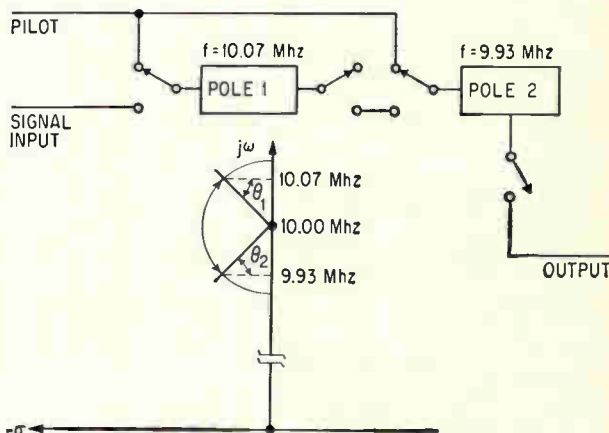 PILOT
f=10.07 Mhz
f=9.93 Mhz
POLE 1
POLE 2
SIGNAL
INPUT
jω
10.07 Mhz
θ1
10.00 Mhz
θ2
9.93 Mhz
OUTPUT
-σ